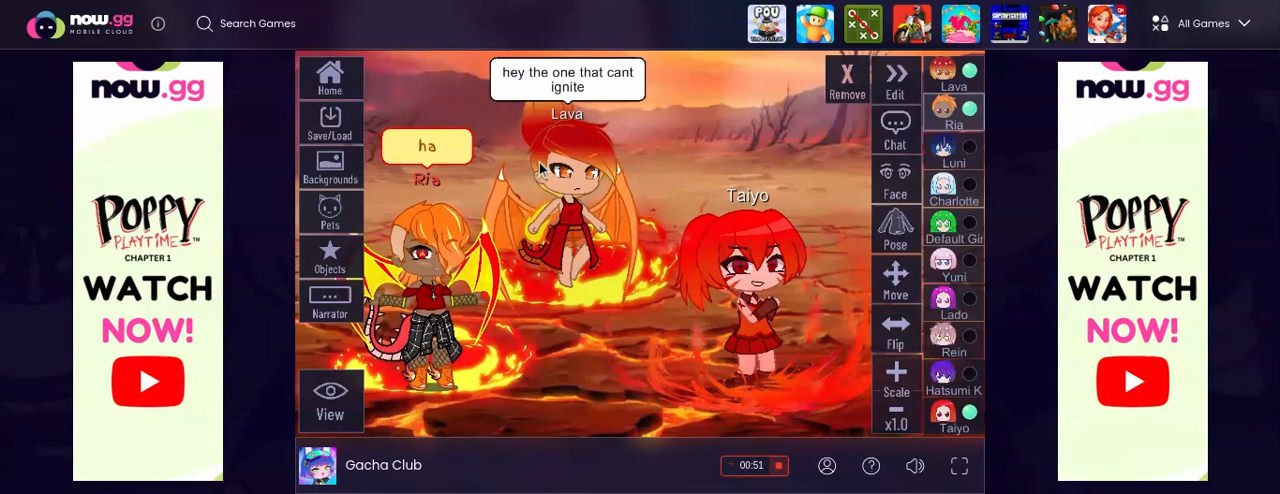 now.gg
MOBILE CLOUD
Search Games
POU
All Games
now.gg
POPPY
PLAYTIME™
CHAPTER 1
WATCH
NOW!
Home
Save/Load
Backgrounds
Pets
Objects
Narrator
View
hey the one that cant
ignite
Lava
ha
Ria
Taiyo
X
Remove
Edit
Chat
Face
Pose
Move
Flip
Scale
x1.0
Lava
Ria
Luni
Charlotte
Default Gir
Yuni
Lado
Rein
Hatsumi K
Taiyo
Gacha Club
00:51
now.gg
POPPY
PLAYTIME™
CHAPTER 1
WATCH
NOW!